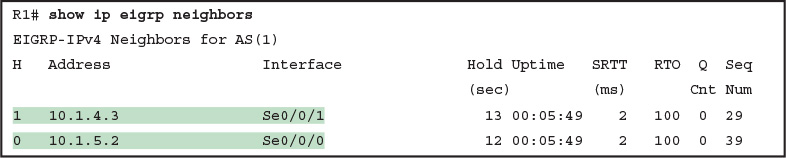 R1# show ip eigrp neighbors
EIGRP-IPv4 Neighbors for AS(1)
H Address Interface Hold Uptime SRTT RTO Q Seq
(sec) (ms) Cnt Num
1 10.1.4.3 Se0/0/1 13 00:05:49 2 100 0 29
0 10.1.5.2 Se0/0/0 12 00:05:49 2 100 0 39